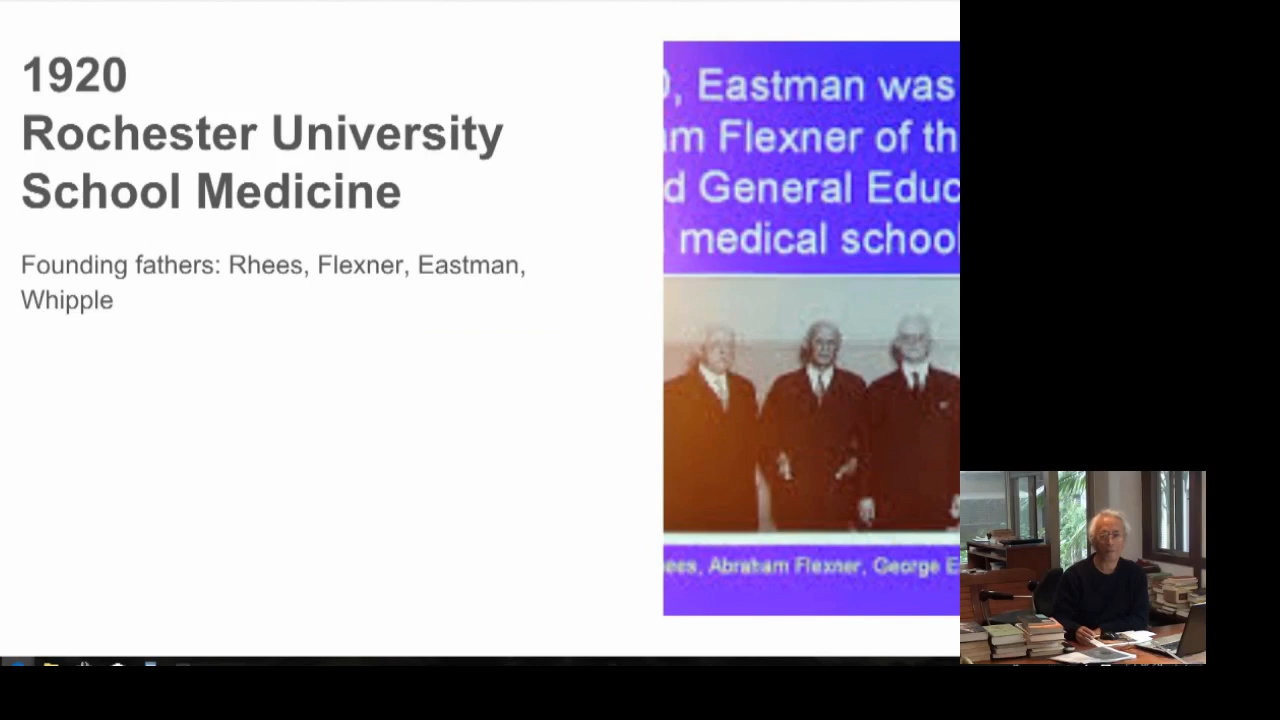 1920
Rochester University
School Medicine
Founding fathers: Rhees, Flexner, Eastman,
Whipple
, Eastman was
m Flexner of th
d General Educ
medical school
ees, Abraham Flexner, George E